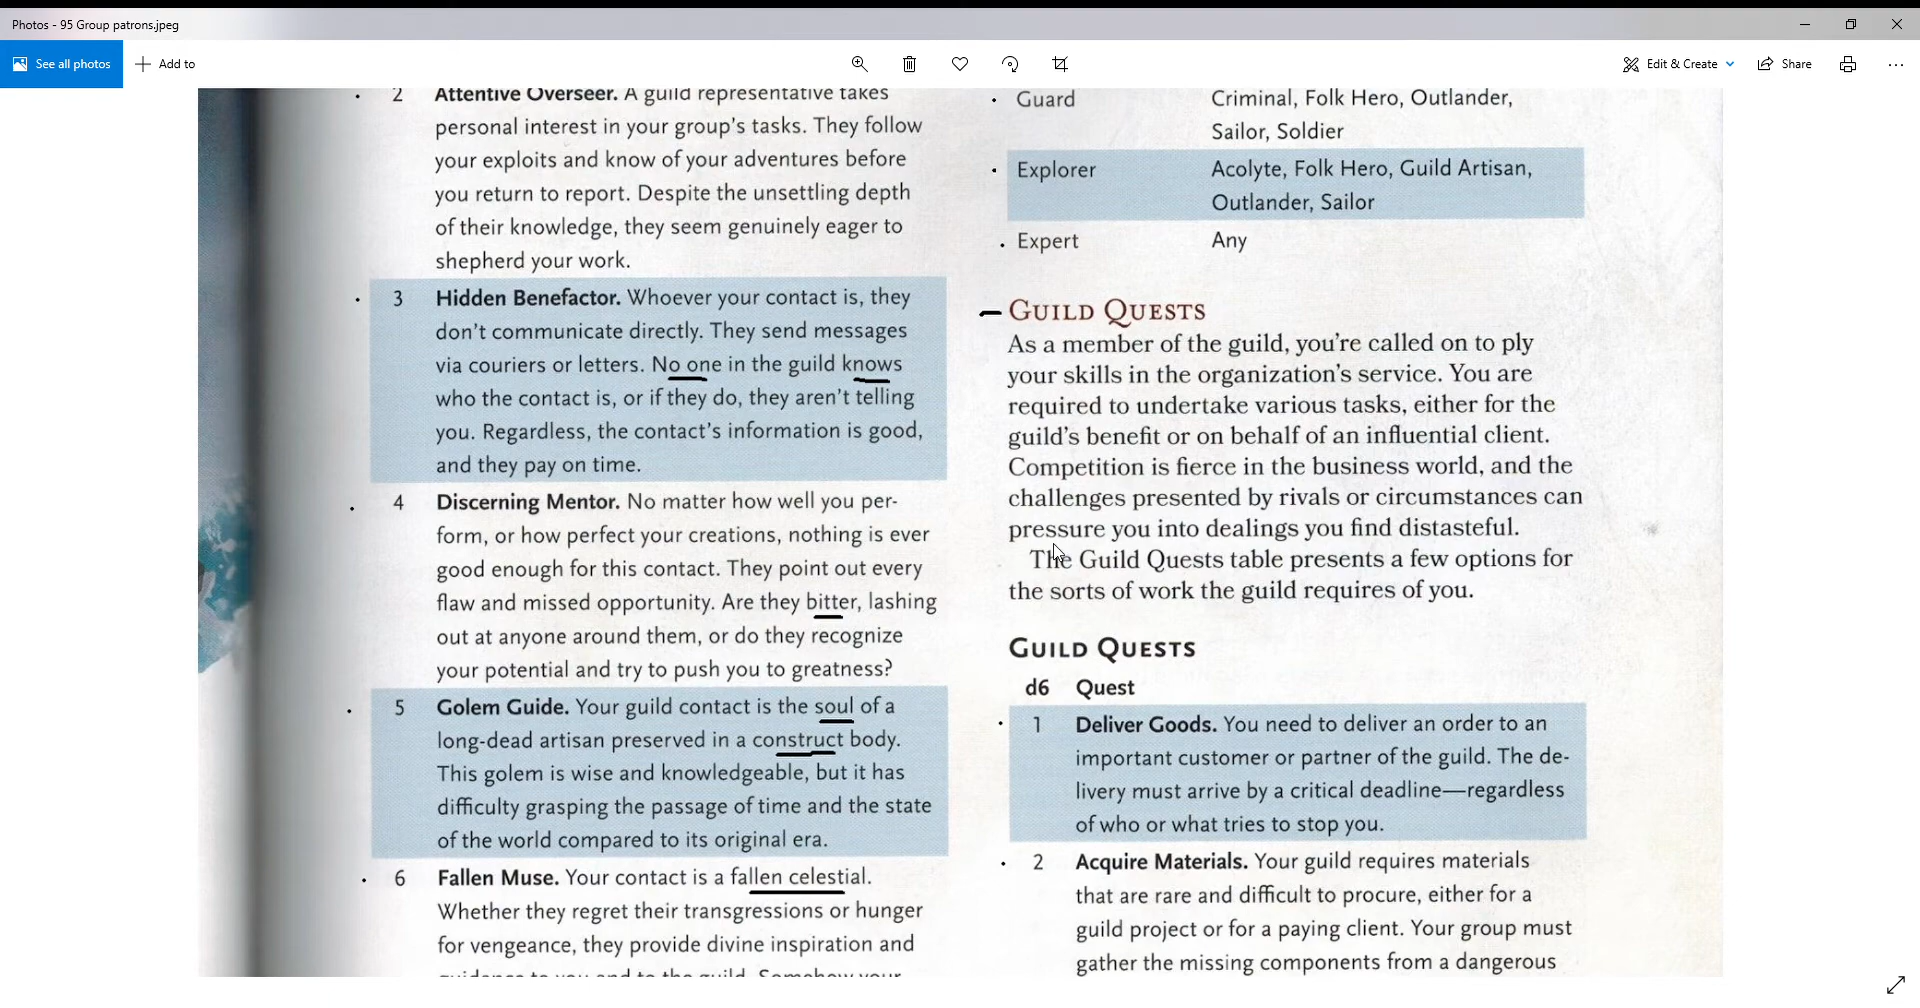 Photos - 95 Group patrons.jpeg
See all photos
Add to
Edit & Create
Share
2 Attentive Overseer. A guild representative takes
personal interest in your group's tasks. They follow
your exploits and know of your adventures before
you return to report. Despite the unsettling depth
of their knowledge, they seem genuinely eager to
shepherd your work.
3 Hidden Benefactor. Whoever your contact is, they
don't communicate directly. They send messages
via couriers or letters. No one in the guild knows
who the contact is, or if they do, they aren't telling
you. Regardless, the contact's information is good,
and they pay on time.
4 Discerning Mentor. No matter how well you per-
form, or how perfect your creations, nothing is ever
good enough for this contact. They point out every
flaw and missed opportunity. Are they bitter, lashing
out at anyone around them, or do they recognize
your potential and try to push you to greatness?
5 Golem Guide. Your guild contact is the soul of a
long-dead artisan preserved in a construct body.
This golem is wise and knowledgeable, but it has
difficulty grasping the passage of time and the state
of the world compared to its original era.
6 Fallen Muse. Your contact is a fallen celestial.
Whether they regret their transgressions or hunger
for vengeance, they provide divine inspiration and
guidance to you and to the guild. Somehow your
Guard Criminal, Folk Hero, Outlander,
Sailor, Soldier
Explorer Acolyte, Folk Hero, Guild Artisan,
Outlander, Sailor
Expert Any
GUILD QUESTS
As a member of the guild, you're called on to ply
your skills in the organization's service. You are
required to undertake various tasks, either for the
guild's benefit or on behalf of an influential client.
Competition is fierce in the business world, and the
challenges presented by rivals or circumstances can
pressure you into dealings you find distasteful.
The Guild Quests table presents a few options for
the sorts of work the guild requires of you.
GUILD QUESTS
d6 Quest
1 Deliver Goods. You need to deliver an order to an
important customer or partner of the guild. The de-
livery must arrive by a critical deadline—regardless
of who or what tries to stop you.
2 Acquire Materials. Your guild requires materials
that are rare and difficult to procure, either for a
guild project or for a paying client. Your group must
gather the missing components from a dangerous